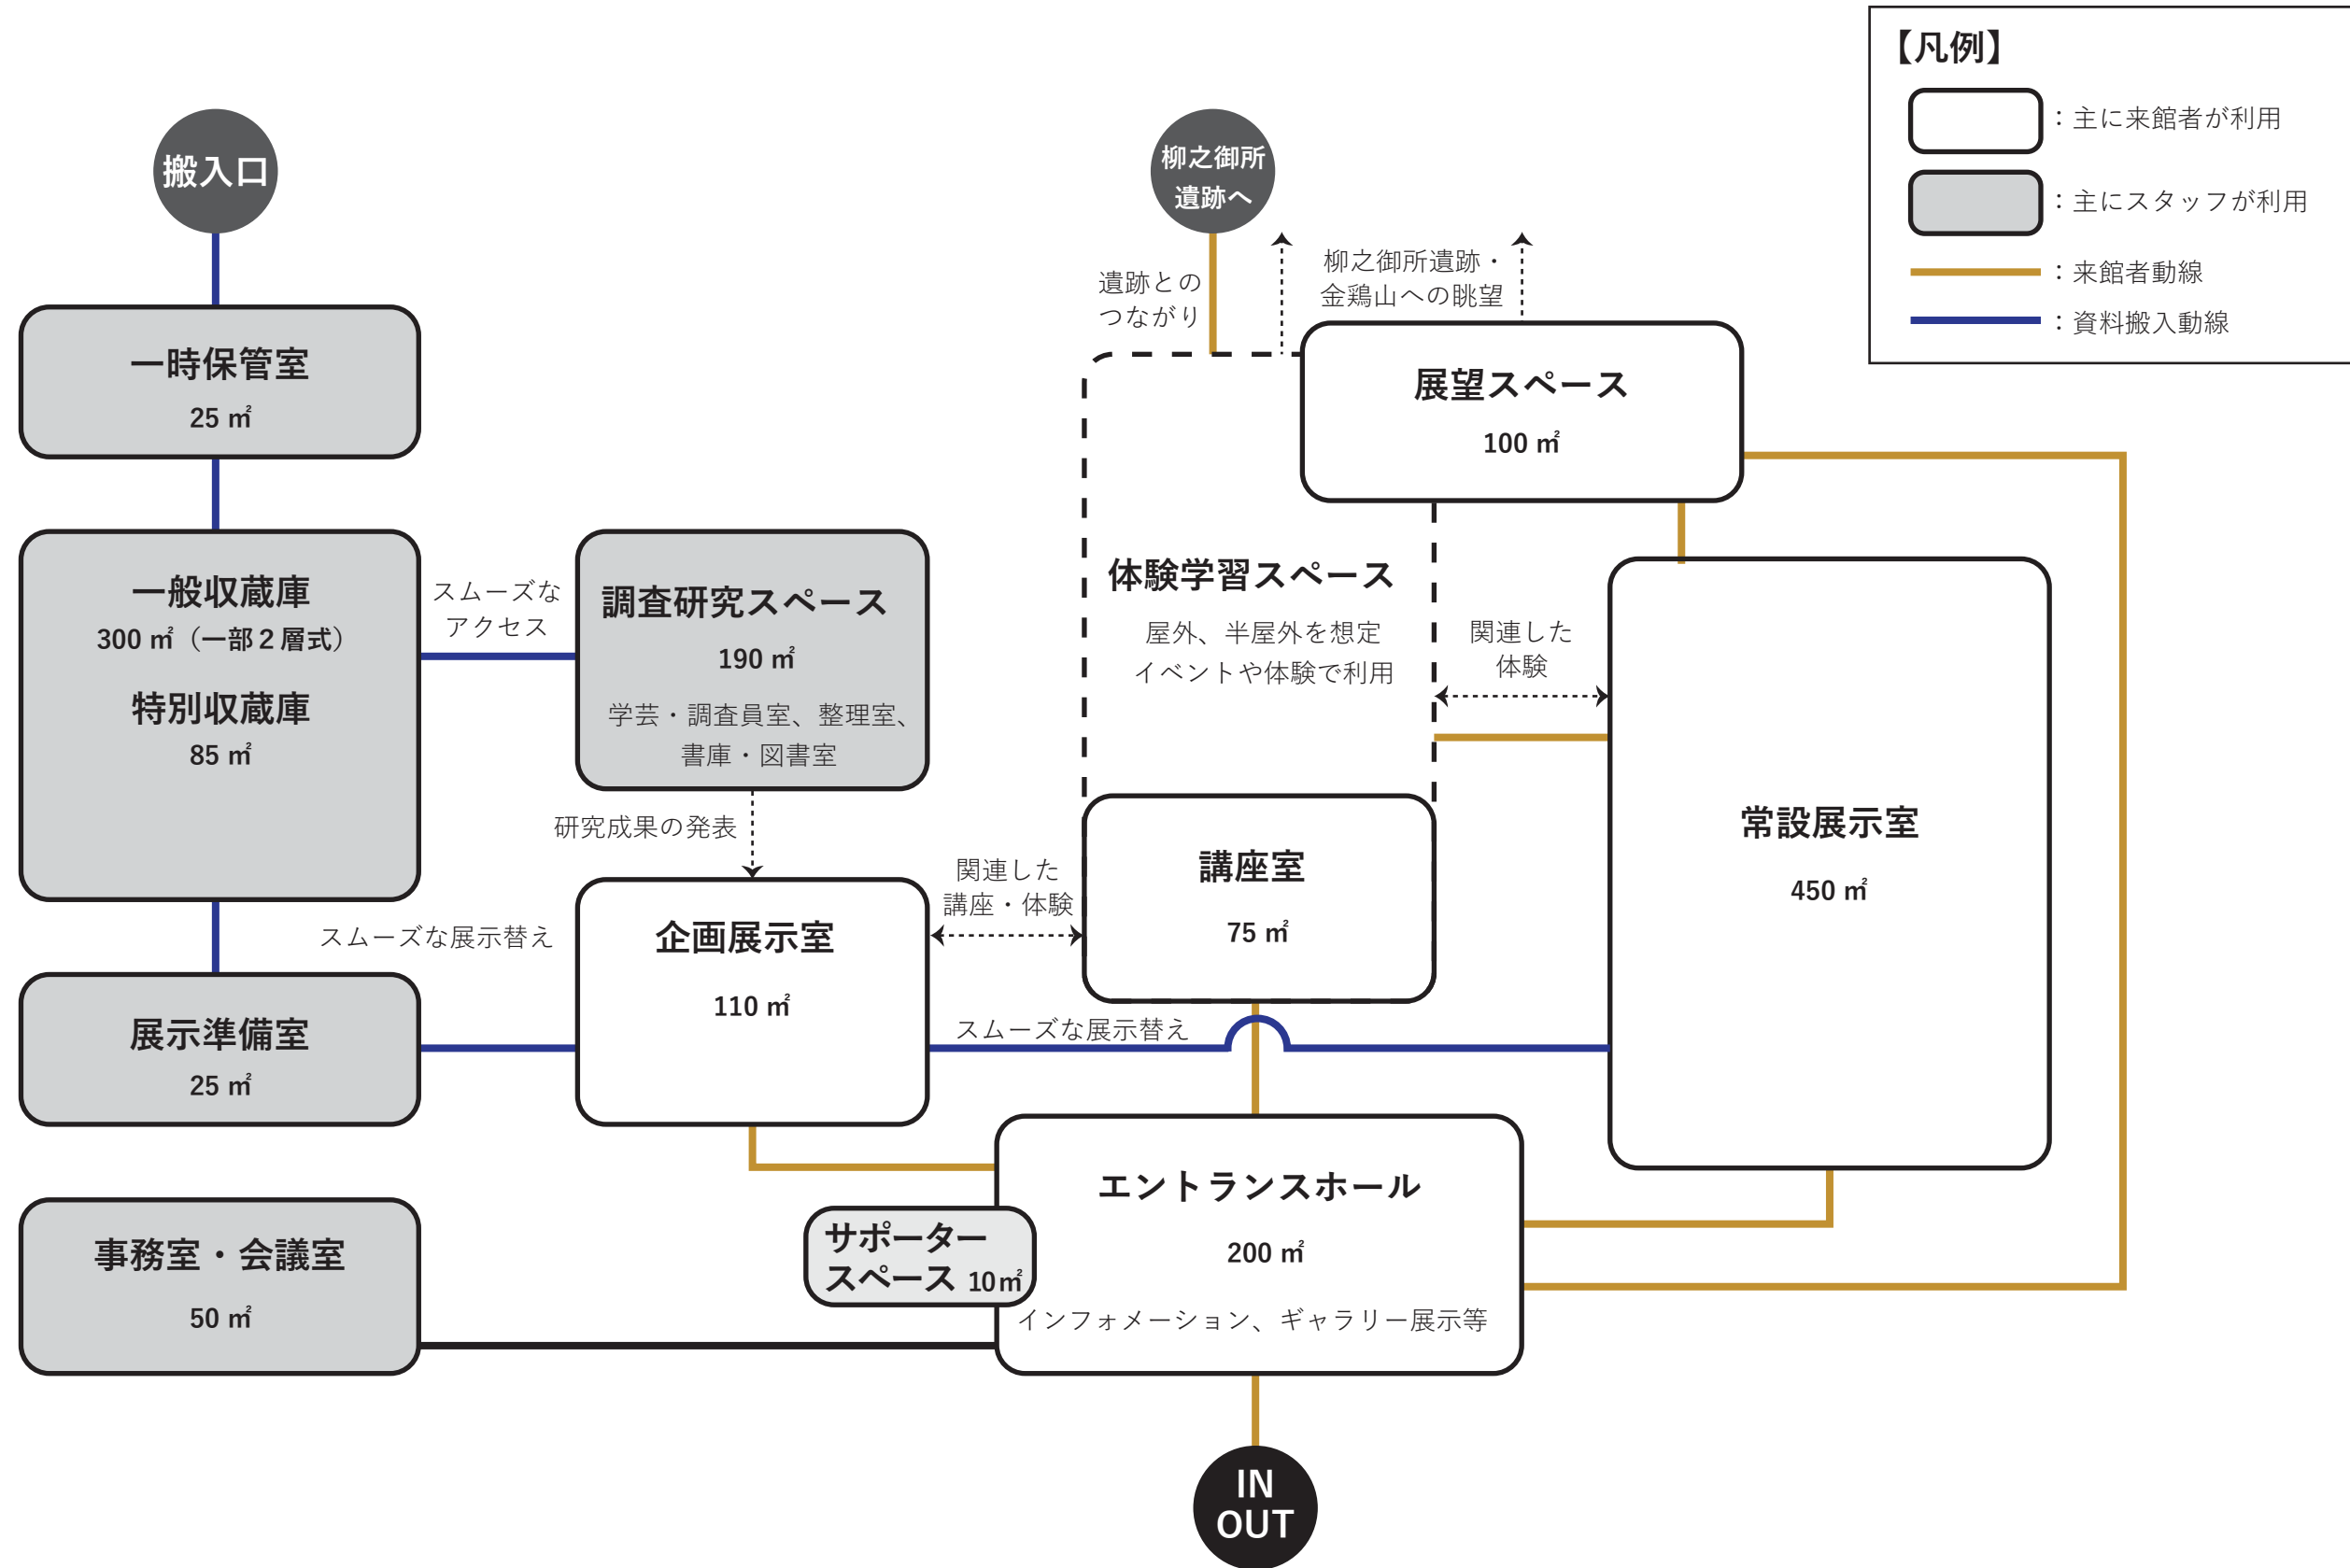 【凡例】
：主に来館者が利用
：主にスタッフが利用
：来館者動線
：資料搬入動線
搬入口
一時保管室
25 ㎡
一般収蔵庫
300 ㎡（一部２層式）
特別収蔵庫
85 ㎡
スムーズな
アクセス
調査研究スペース
190 ㎡
学芸・調査員室、整理室、
書庫・図書室
研究成果の発表
スムーズな展示替え
展示準備室
25 ㎡
企画展示室
110 ㎡
関連した
講座・体験
スムーズな展示替え
柳之御所
遺跡へ
遺跡との
つながり
柳之御所遺跡・
金鶏山への眺望
展望スペース
100 ㎡
体験学習スペース
屋外、半屋外を想定
イベントや体験で利用
関連した
体験
講座室
75 ㎡
常設展示室
450 ㎡
エントランスホール
200 ㎡
インフォメーション、ギャラリー展示等
サポーター
スペース 10㎡
事務室・会議室
50 ㎡
IN
OUT